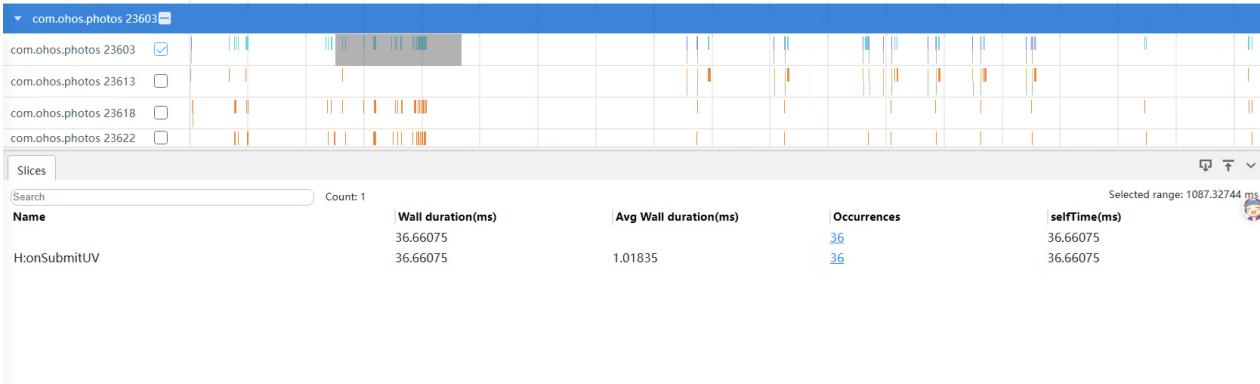 com.ohos.photos 23603
com.ohos.photos 23603
com.ohos.photos 23613
com.ohos.photos 23618
com.ohos.photos 23622
Slices
Search Count: 1 Selected range: 1087.32744 ms
Name Wall duration(ms) Avg Wall duration(ms) Occurrences selfTime(ms)
36.66075 36 36.66075
H:onSubmitUV 36.66075 1.01835 36 36.66075